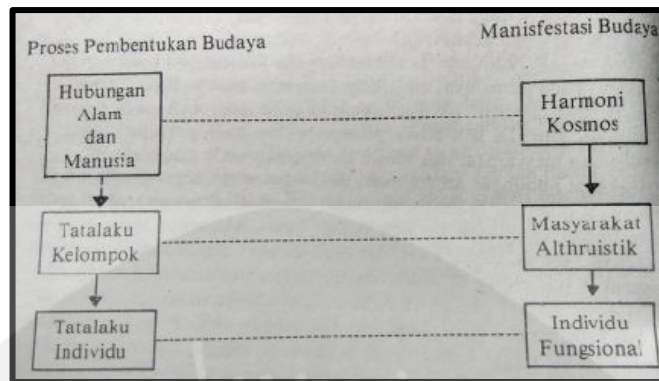 Proses Pembentukan Budaya
Manisfestasi Budaya
Hubungan
Alam
dan
Manusia
Harmoni
Kosmos
Tatalaku
Kelompok
Masyarakat
Althruistik
Tatalaku
Individu
Individu
Fungsional